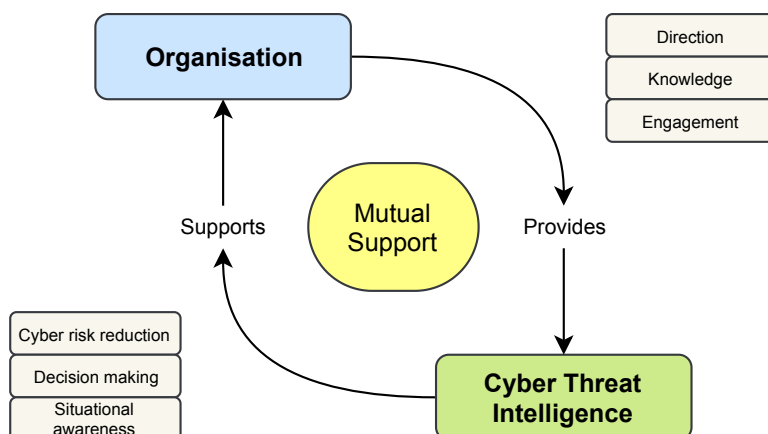 Organisation
Direction
Knowledge
Engagement
Supports
Mutual
Support
Provides
Cyber risk reduction
Decision making
Situational
awareness
Cyber Threat
Intelligence